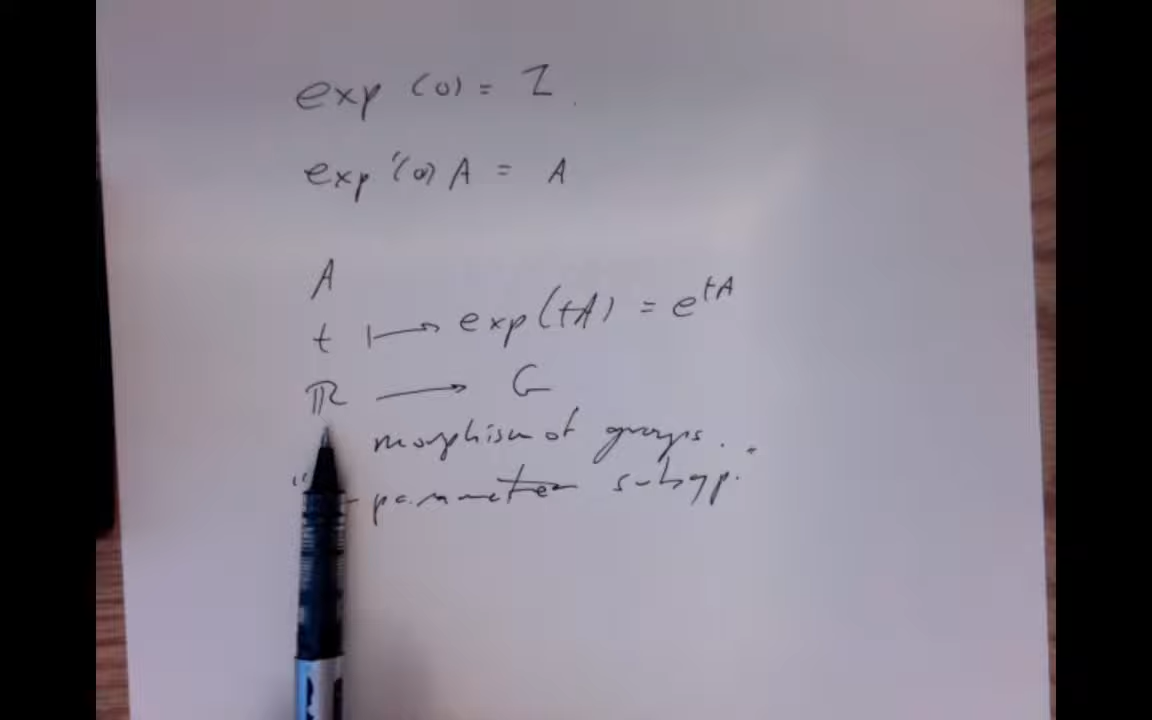 exp (0) = I.
exp'(0) A = A
A
t ↦ exp(tA) = e^{tA}
ℝ ⟶ G
morphism of groups.
" -parameter subgp."